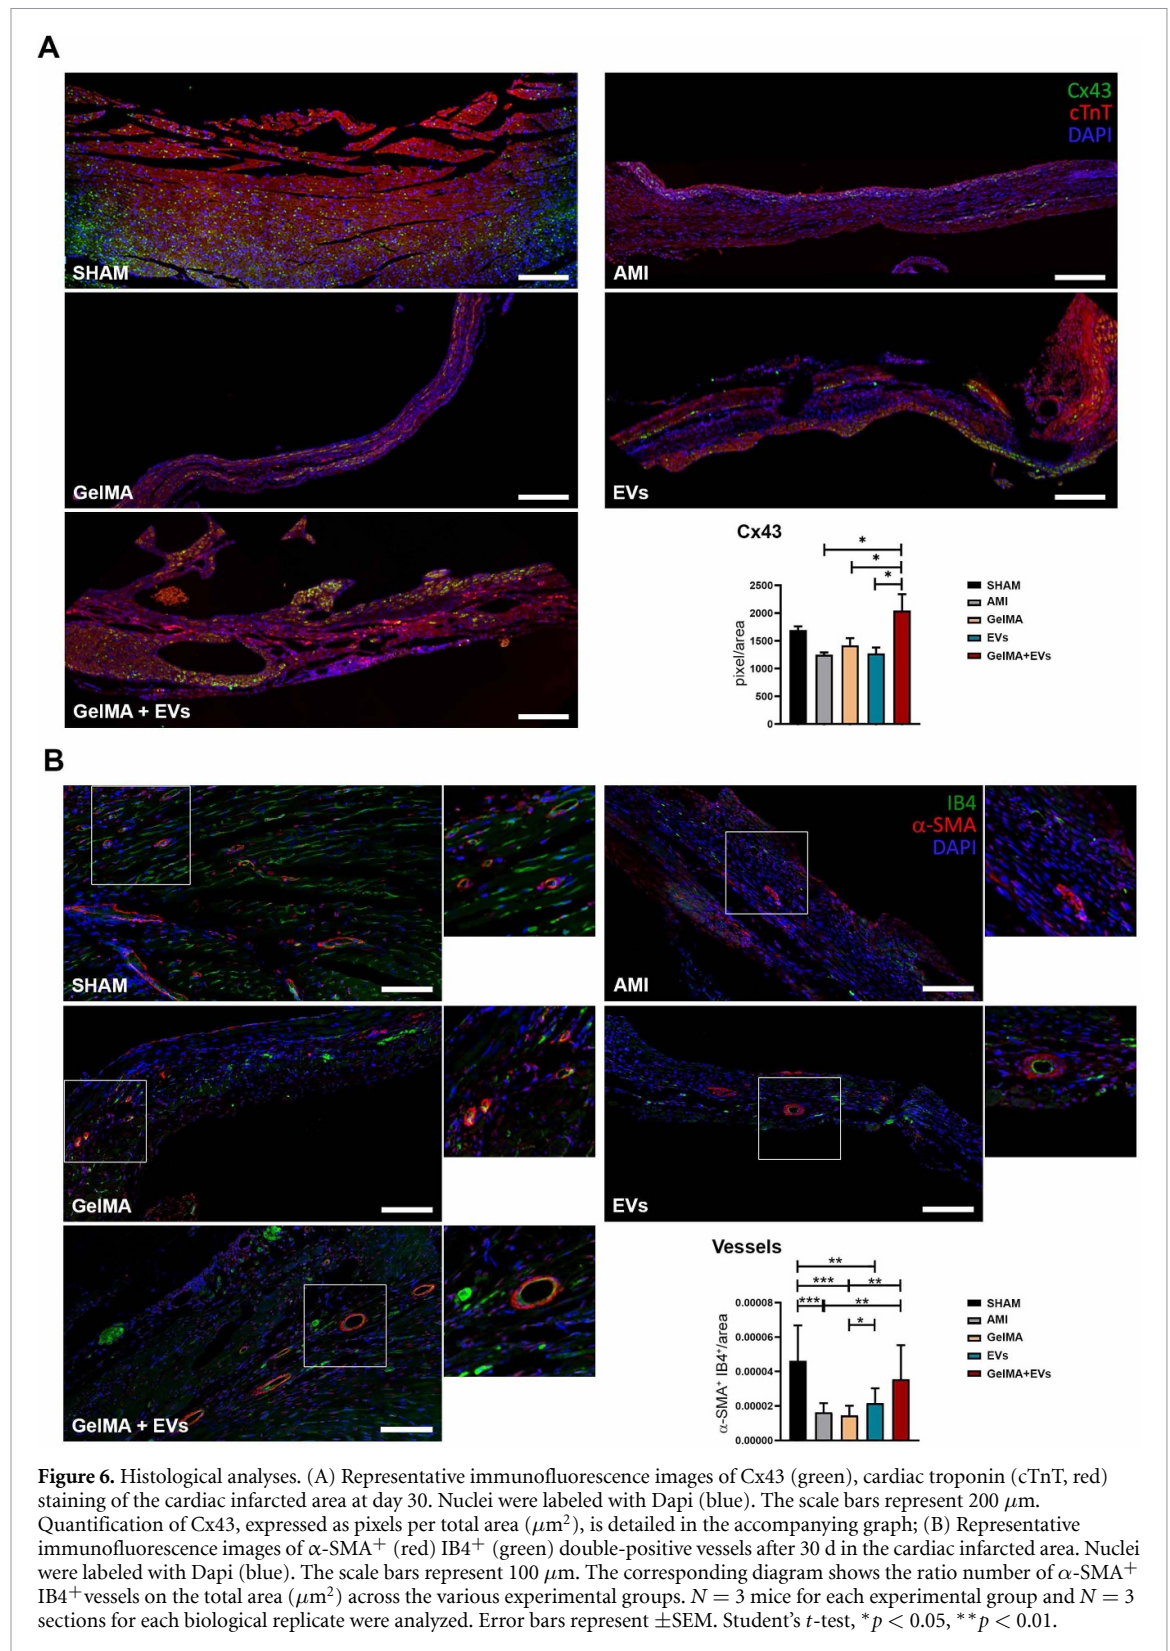 A
Cx43
cTnT
DAPI
SHAM
AMI
GelMA
EVs
GelMA + EVs
Cx43
*
*
*
2500
2000
1500
1000
500
0
pixel/area
SHAM
AMI
GelMA
EVs
GelMA+EVs
B
IB4
α-SMA
DAPI
SHAM
AMI
GelMA
EVs
GelMA + EVs
Vessels
**
*** **
*** **
*
0.00008
0.00006
0.00004
0.00002
0.00000
α-SMA⁺ IB4⁺/area
SHAM
AMI
GelMA
EVs
GelMA+EVs
Figure 6. Histological analyses. (A) Representative immunofluorescence images of Cx43 (green), cardiac troponin (cTnT, red)
staining of the cardiac infarcted area at day 30. Nuclei were labeled with Dapi (blue). The scale bars represent 200 μm.
Quantification of Cx43, expressed as pixels per total area (μm²), is detailed in the accompanying graph; (B) Representative
immunofluorescence images of α-SMA⁺ (red) IB4⁺ (green) double-positive vessels after 30 d in the cardiac infarcted area. Nuclei
were labeled with Dapi (blue). The scale bars represent 100 μm. The corresponding diagram shows the ratio number of α-SMA⁺
IB4⁺ vessels on the total area (μm²) across the various experimental groups. N = 3 mice for each experimental group and N = 3
sections for each biological replicate were analyzed. Error bars represent ±SEM. Student's t-test, *p < 0.05, **p < 0.01.